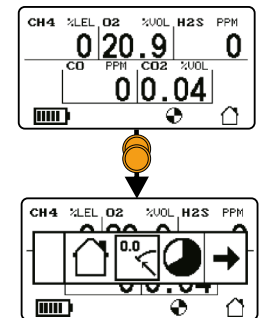 CH4 %LEL O2 %VOL H2S PPM
0 20.9 0
CO PPM CO2 %VOL
0 0.04
CH4 %LEL O2 %VOL H2S PPM
0.0